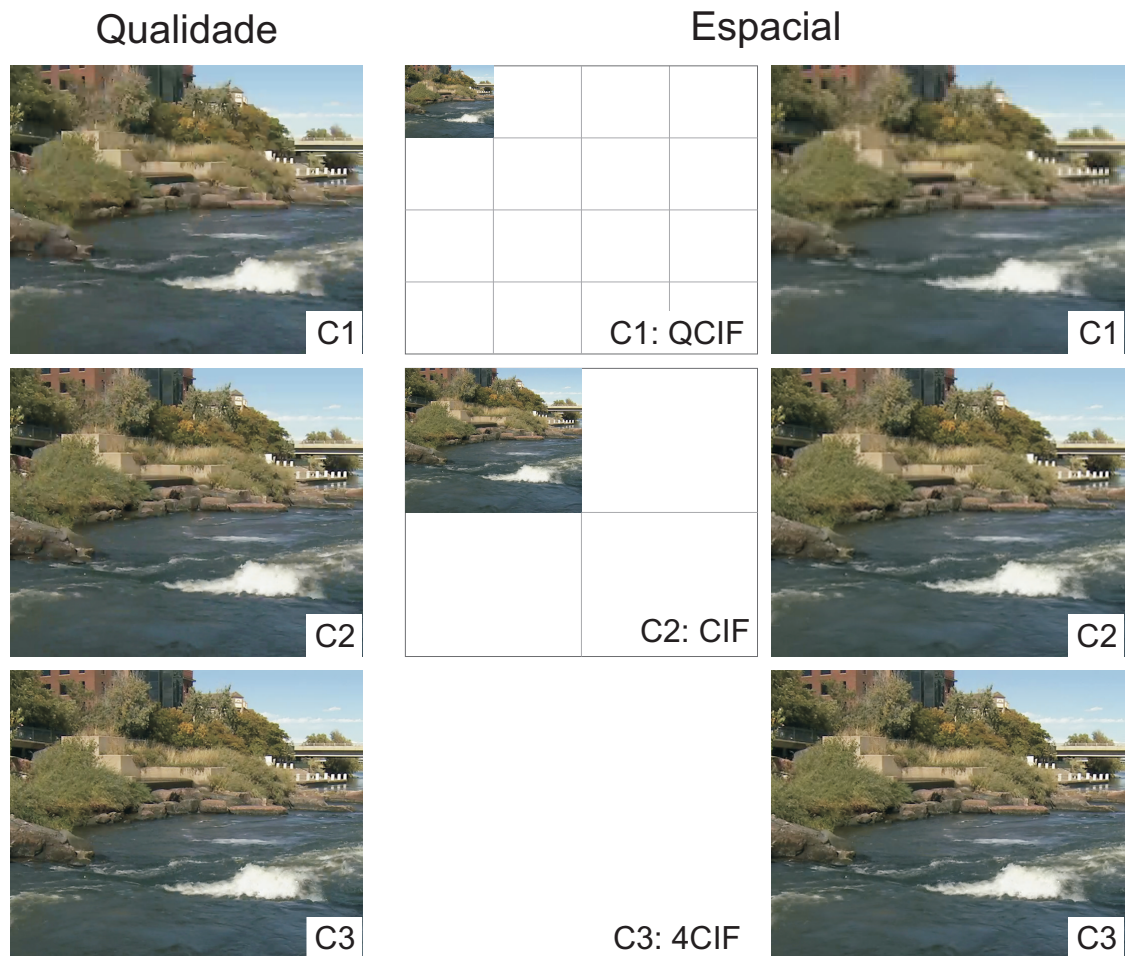 Qualidade
Espacial
C1
C1: QCIF
C1
C2
C2: CIF
C2
C3
C3: 4CIF
C3